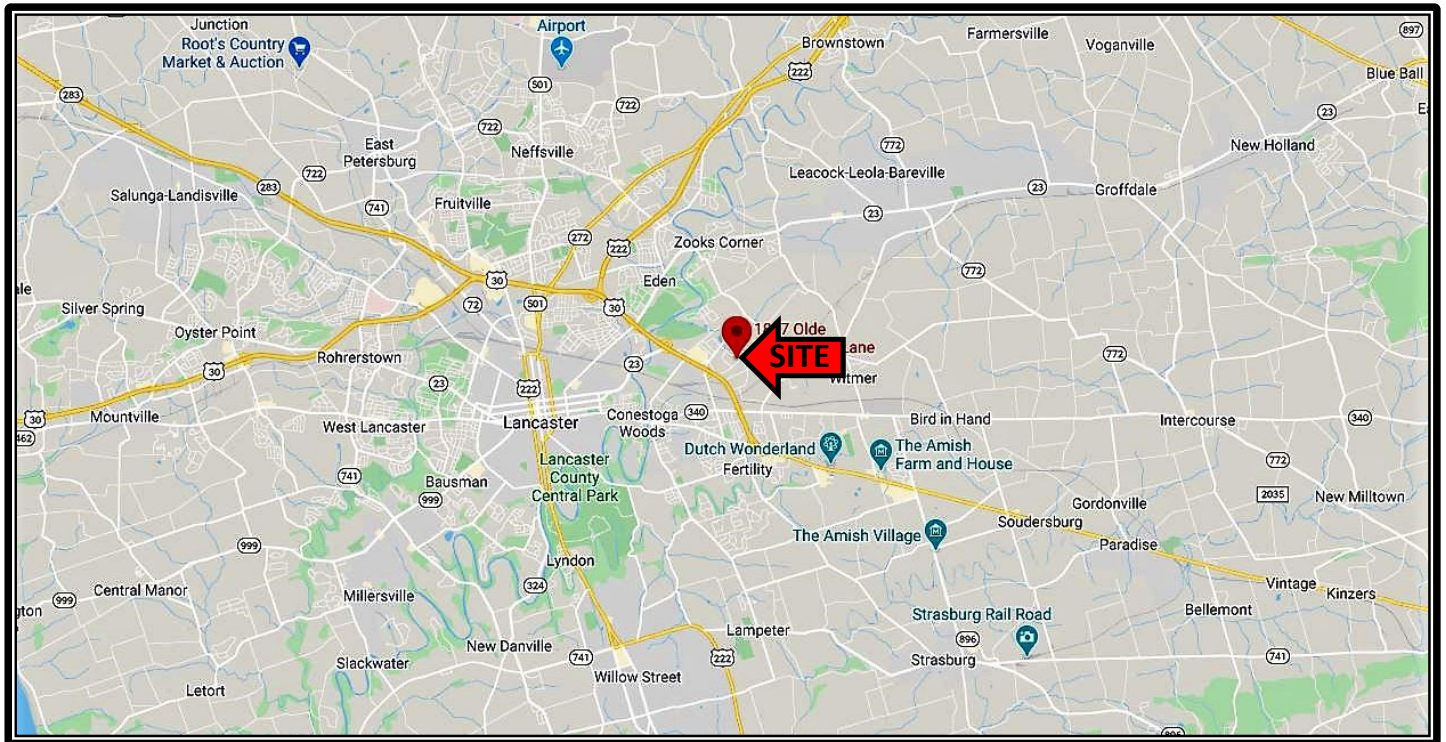 Junction
Airport
Root's Country
Market & Auction
Brownstown
Farmersville
Voganville
897
Blue Ball
222
283
501
722
23
722
East
Petersburg
Neffsville
772
New Holland
722
Leacock-Leola-Bareville
Salunga-Landisville
283
23
Groffdale
741
Fruitville
23
272
222
Zooks Corner
772
30
Eden
Silver Spring
72
501
30
Oyster Point
Olde
Lane
SITE
Rohrerstown
23
772
30
23
222
Witmer
30
Mountville
462
West Lancaster
Lancaster
Conestoga
Woods
340
Bird in Hand
Intercourse
340
Dutch Wonderland
The Amish
Farm and House
Fertility
Lancaster
County
Central Park
741
Bausman
999
772
2035
New Milltown
Gordonville
Soudersburg
The Amish Village
Paradise
999
Lyndon
Central Manor
999
324
Millersville
Vintage
Kinzers
Bellemont
Strasburg Rail Road
Lampeter
896
New Danville
741
222
Strasburg
741
Slackwater
Willow Street
Letort